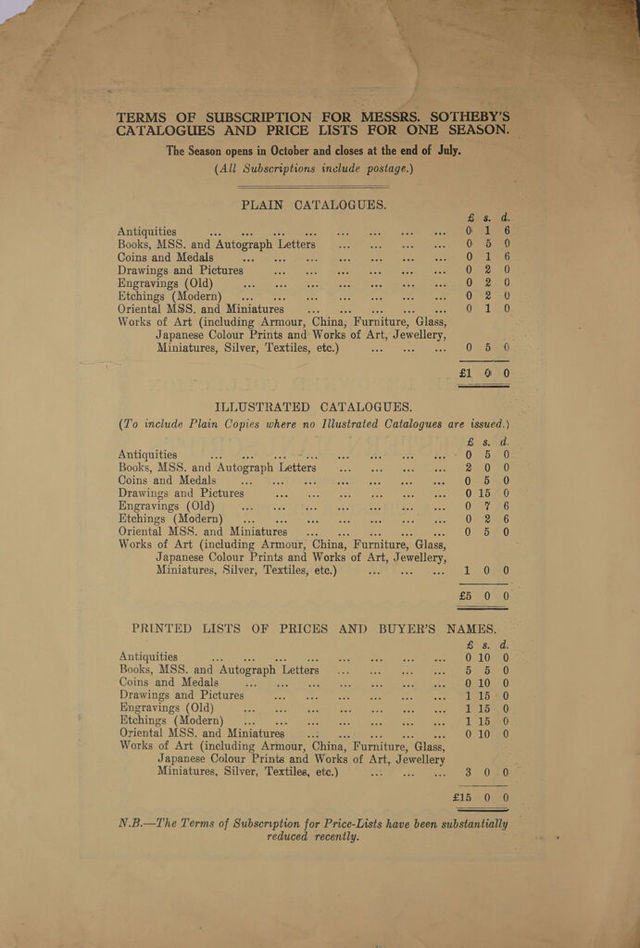 TERMS OF SUBSCRIPTION FOR MESSRS. SOTHEBY'S
CATALOGUES AND PRICE LISTS FOR ONE SEASON.
The Season opens in October and closes at the end of July.
(All Subscriptions include postage.)
PLAIN CATALOGUES.
£ s. d.
Antiquities ... ... ... ... ... ... ... ... 0 1 6
Books, MSS. and Autograph Letters ... ... ... ... 0 5 0
Coins and Medals ... ... ... ... ... ... ... 0 1 6
Drawings and Pictures ... ... ... ... ... ... 0 2 0
Engravings (Old) ... ... ... ... ... ... ... 0 2 0
Etchings (Modern) ... ... ... ... ... ... ... 0 2 0
Oriental MSS. and Miniatures ... ... ... ... ... 0 1 0
Works of Art (including Armour, China, Furniture, Glass,
Japanese Colour Prints and Works of Art, Jewellery,
Miniatures, Silver, Textiles, etc.) ... ... ... 0 5 0
£1 0 0
ILLUSTRATED CATALOGUES.
(To include Plain Copies where no Illustrated Catalogues are issued.)
£ s. d.
Antiquities ... ... ... ... ... ... ... ... 0 5 0
Books, MSS. and Autograph Letters ... ... ... ... 2 0 0
Coins and Medals ... ... ... ... ... ... ... 0 5 0
Drawings and Pictures ... ... ... ... ... ... 0 15 0
Engravings (Old) ... ... ... ... ... ... ... 0 7 6
Etchings (Modern) ... ... ... ... ... ... ... 0 2 6
Oriental MSS. and Miniatures ... ... ... ... ... 0 5 0
Works of Art (including Armour, China, Furniture, Glass,
Japanese Colour Prints and Works of Art, Jewellery,
Miniatures, Silver, Textiles, etc.) ... ... ... 1 0 0
£5 0 0
PRINTED LISTS OF PRICES AND BUYER'S NAMES.
£ s. d.
Antiquities ... ... ... ... ... ... ... ... 0 10 0
Books, MSS. and Autograph Letters ... ... ... ... 5 5 0
Coins and Medals ... ... ... ... ... ... ... 0 10 0
Drawings and Pictures ... ... ... ... ... ... 1 15 0
Engravings (Old) ... ... ... ... ... ... ... 1 15 0
Etchings (Modern) ... ... ... ... ... ... ... 1 15 0
Oriental MSS. and Miniatures ... ... ... ... ... 0 10 0
Works of Art (including Armour, China, Furniture, Glass,
Japanese Colour Prints and Works of Art, Jewellery
Miniatures, Silver, Textiles, etc.) ... ... ... 3 0 0
£15 0 0
N.B.—The Terms of Subscription for Price-Lists have been substantially
reduced recently.